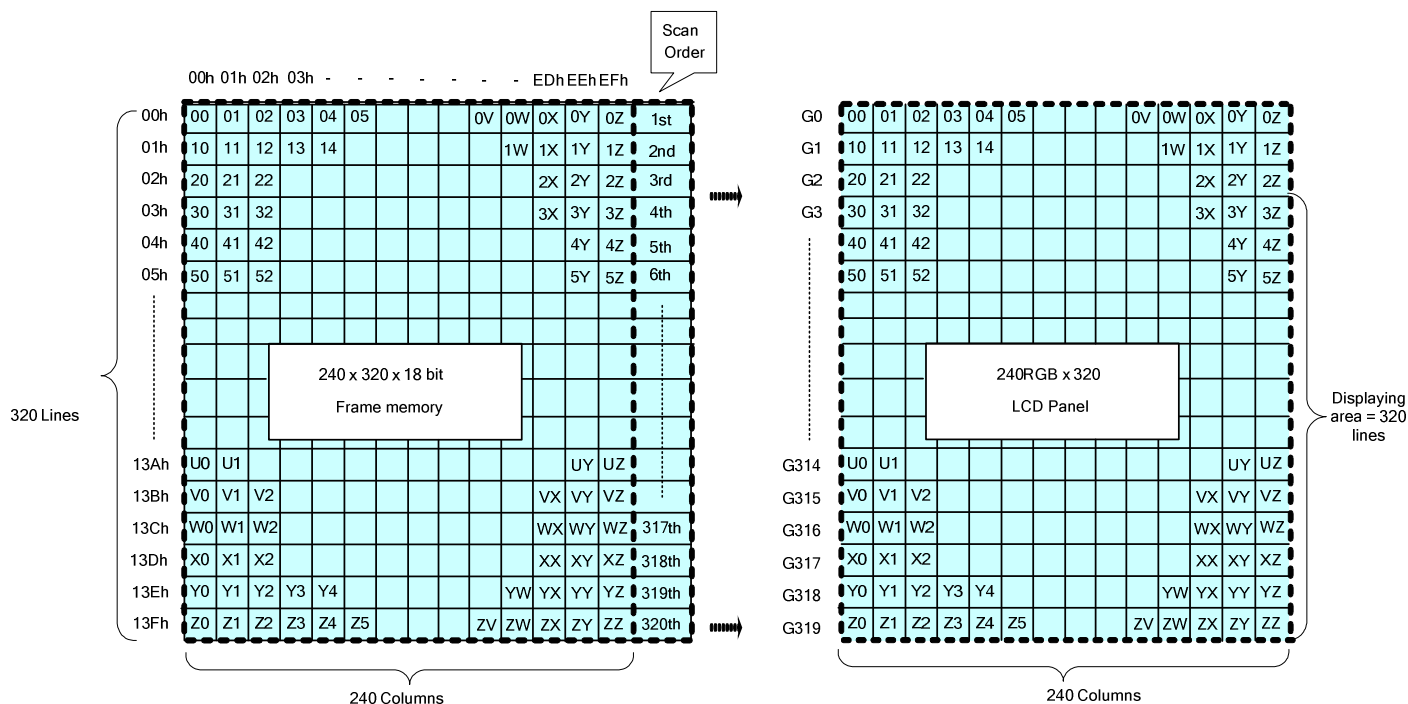 Scan
Order
00h 01h 02h 03h - - - - - - - EDh EEh EFh
00h 00 01 02 03 04 05 0V 0W 0X 0Y 0Z 1st
01h 10 11 12 13 14 1W 1X 1Y 1Z 2nd
02h 20 21 22 2X 2Y 2Z 3rd
03h 30 31 32 3X 3Y 3Z 4th
04h 40 41 42 4Y 4Z 5th
05h 50 51 52 5Y 5Z 6th
240 x 320 x 18 bit
Frame memory
320 Lines
13Ah U0 U1 UY UZ
13Bh V0 V1 V2 VX VY VZ
13Ch W0 W1 W2 WX WY WZ 317th
13Dh X0 X1 X2 XX XY XZ 318th
13Eh Y0 Y1 Y2 Y3 Y4 YW YX YY YZ 319th
13Fh Z0 Z1 Z2 Z3 Z4 Z5 ZV ZW ZX ZY ZZ 320th
240 Columns
G0 00 01 02 03 04 05 0V 0W 0X 0Y 0Z
G1 10 11 12 13 14 1W 1X 1Y 1Z
G2 20 21 22 2X 2Y 2Z
G3 30 31 32 3X 3Y 3Z
40 41 42 4Y 4Z
50 51 52 5Y 5Z
240RGB x 320
LCD Panel
Displaying
area = 320
lines
G314 U0 U1 UY UZ
G315 V0 V1 V2 VX VY VZ
G316 W0 W1 W2 WX WY WZ
G317 X0 X1 X2 XX XY XZ
G318 Y0 Y1 Y2 Y3 Y4 YW YX YY YZ
G319 Z0 Z1 Z2 Z3 Z4 Z5 ZV ZW ZX ZY ZZ
240 Columns